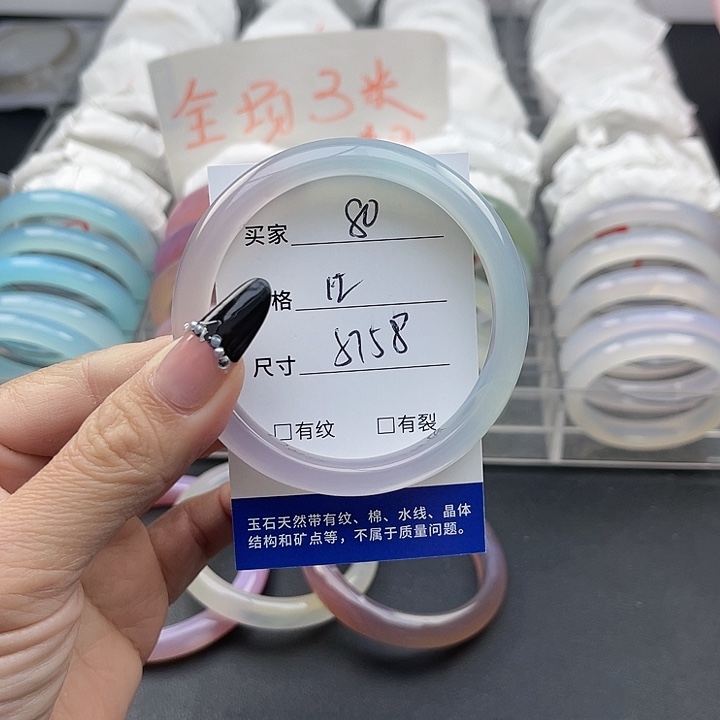 全场3米
买家 80
格
尺寸 8758
□有纹 □有裂
玉石天然带有纹、棉、水线、晶体
结构和矿点等，不属于质量问题。